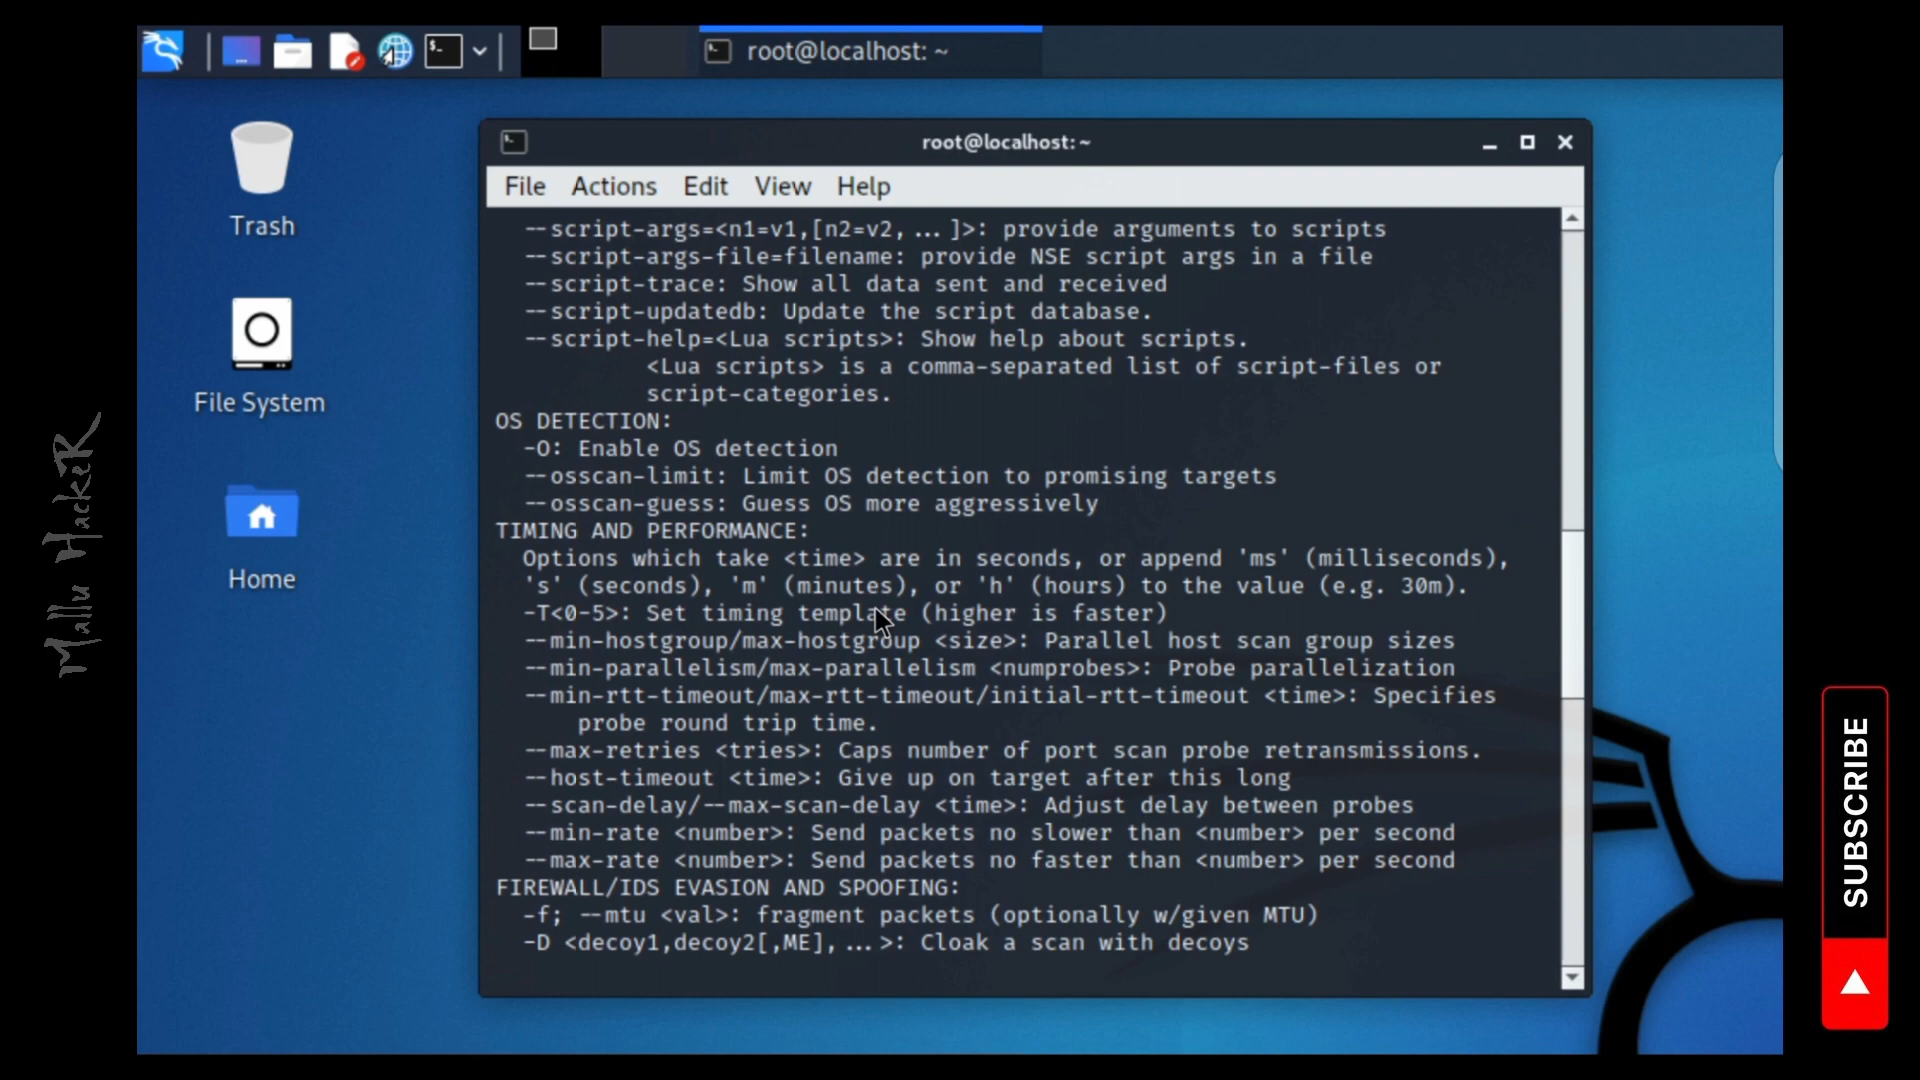 root@localhost: ~
root@localhost:~
File Actions Edit View Help
Trash
File System
Home
--script-args=<n1=v1,[n2=v2,...]>: provide arguments to scripts
--script-args-file=filename: provide NSE script args in a file
--script-trace: Show all data sent and received
--script-updatedb: Update the script database.
--script-help=<Lua scripts>: Show help about scripts.
<Lua scripts> is a comma-separated list of script-files or
script-categories.
OS DETECTION:
-O: Enable OS detection
--osscan-limit: Limit OS detection to promising targets
--osscan-guess: Guess OS more aggressively
TIMING AND PERFORMANCE:
Options which take <time> are in seconds, or append 'ms' (milliseconds),
's' (seconds), 'm' (minutes), or 'h' (hours) to the value (e.g. 30m).
-T<0-5>: Set timing template (higher is faster)
--min-hostgroup/max-hostgroup <size>: Parallel host scan group sizes
--min-parallelism/max-parallelism <numprobes>: Probe parallelization
--min-rtt-timeout/max-rtt-timeout/initial-rtt-timeout <time>: Specifies
probe round trip time.
--max-retries <tries>: Caps number of port scan probe retransmissions.
--host-timeout <time>: Give up on target after this long
--scan-delay/--max-scan-delay <time>: Adjust delay between probes
--min-rate <number>: Send packets no slower than <number> per second
--max-rate <number>: Send packets no faster than <number> per second
FIREWALL/IDS EVASION AND SPOOFING:
-f; --mtu <val>: fragment packets (optionally w/given MTU)
-D <decoy1,decoy2[,ME],...>: Cloak a scan with decoys
Mallu HackeR
SUBSCRIBE